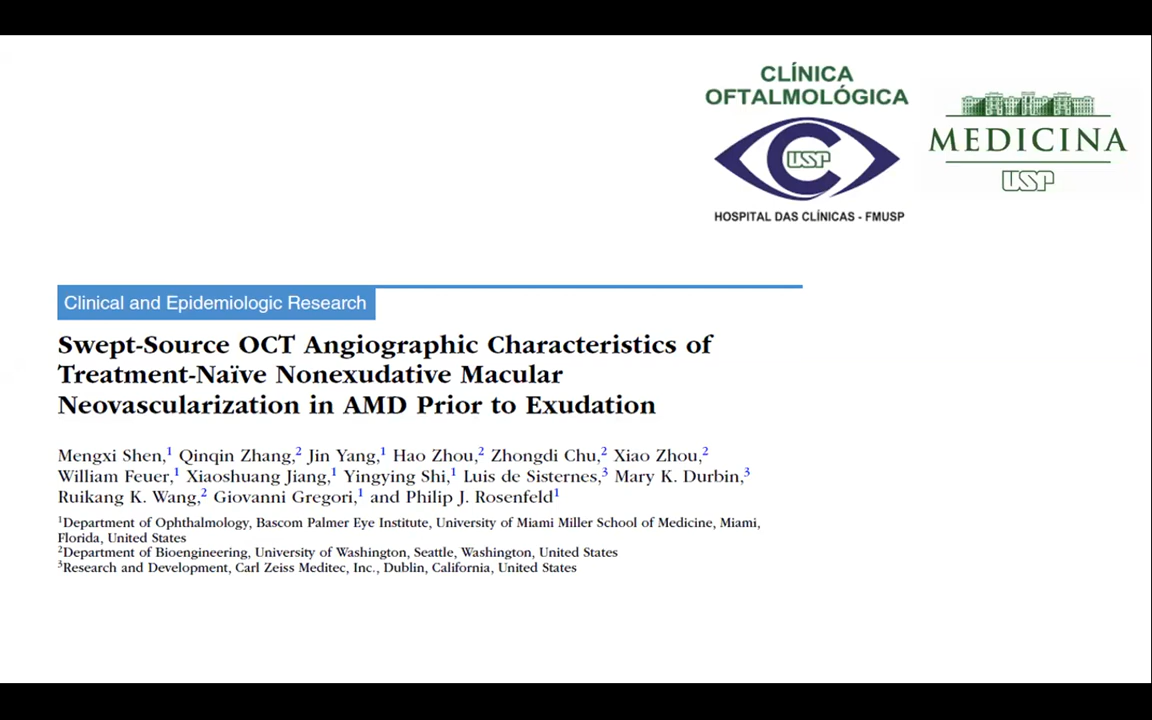 CLÍNICA
OFTALMOLÓGICA
USP
HOSPITAL DAS CLÍNICAS - FMUSP
MEDICINA
USP
Clinical and Epidemiologic Research
Swept-Source OCT Angiographic Characteristics of
Treatment-Naïve Nonexudative Macular
Neovascularization in AMD Prior to Exudation
Mengxi Shen,1 Qinqin Zhang,2 Jin Yang,1 Hao Zhou,2 Zhongdi Chu,2 Xiao Zhou,2
William Feuer,1 Xiaoshuang Jiang,1 Yingying Shi,1 Luis de Sisternes,3 Mary K. Durbin,3
Ruikang K. Wang,2 Giovanni Gregori,1 and Philip J. Rosenfeld1
1Department of Ophthalmology, Bascom Palmer Eye Institute, University of Miami Miller School of Medicine, Miami,
Florida, United States
2Department of Bioengineering, University of Washington, Seattle, Washington, United States
3Research and Development, Carl Zeiss Meditec, Inc., Dublin, California, United States